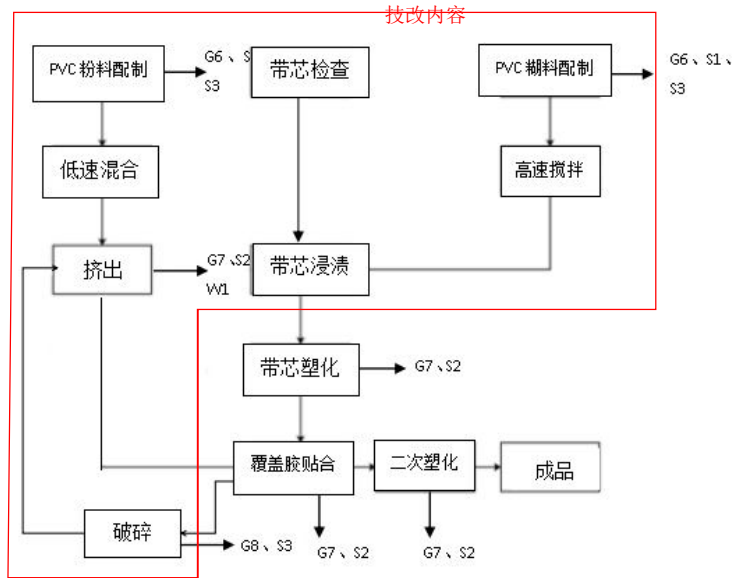 技改内容
PVC 粉料配制
G6、S
S3
带芯检查
PVC 糊料配制
G6、S1、
S3
低速混合
高速搅拌
挤出
G7、S2
W1
带芯浸渍
带芯塑化
G7、S2
覆盖胶贴合
二次塑化
成品
破碎
G8、S3
G7、S2
G7、S2